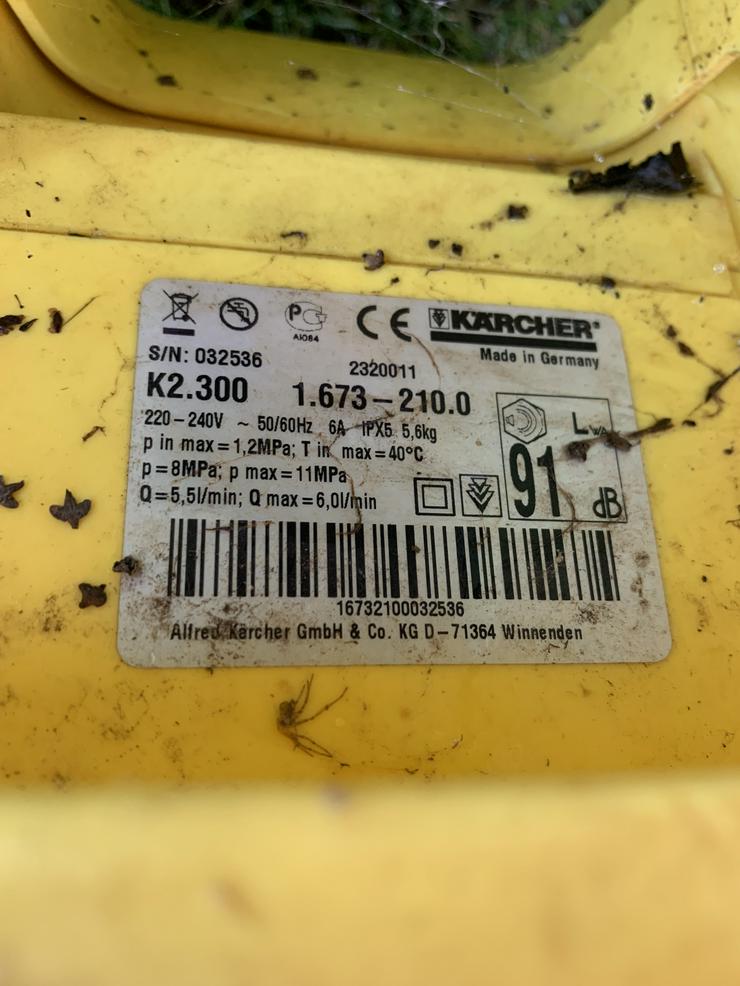 PG
AI084
CE
KÄRCHER®
Made in Germany
S/N: 032536
2320011
K2.300 1.673-210.0
220-240V ~ 50/60Hz 6A IPX5 5,6kg
p in max=1,2MPa; T in max=40°C
p=8MPa; p max=11MPa
Q=5,5l/min; Q max=6,0l/min
LWA
91 dB
16732100032536
Alfred Kärcher GmbH & Co. KG D-71364 Winnenden